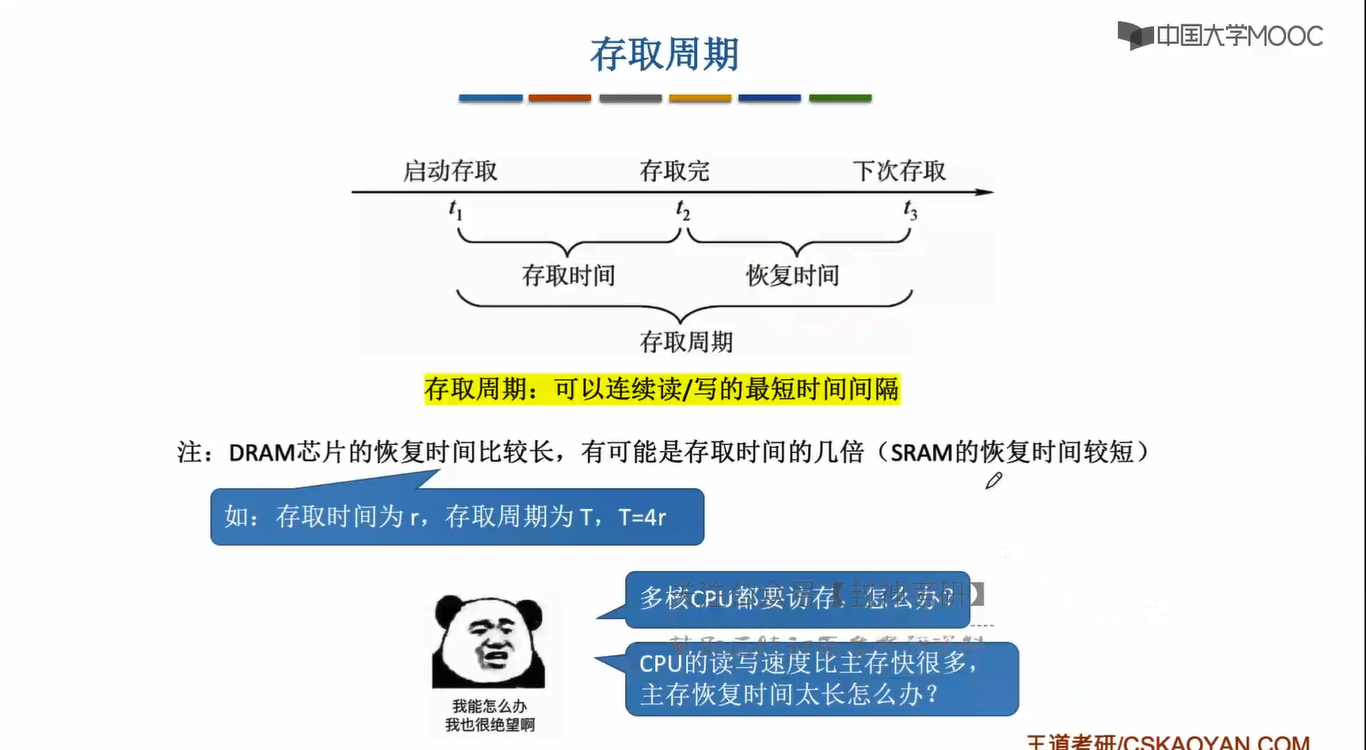 中国大学MOOC
存取周期
启动存取 存取完 下次存取
t1 t2 t3
存取时间 恢复时间
存取周期
存取周期：可以连续读/写的最短时间间隔
注：DRAM芯片的恢复时间比较长，有可能是存取时间的几倍（SRAM的恢复时间较短）
如：存取时间为 r，存取周期为 T，T=4r
多核CPU都要访存，怎么办？
CPU的读写速度比主存快很多，
主存恢复时间太长怎么办？
我能怎么办
我也很绝望啊
王道考研/CSKAOYAN.COM